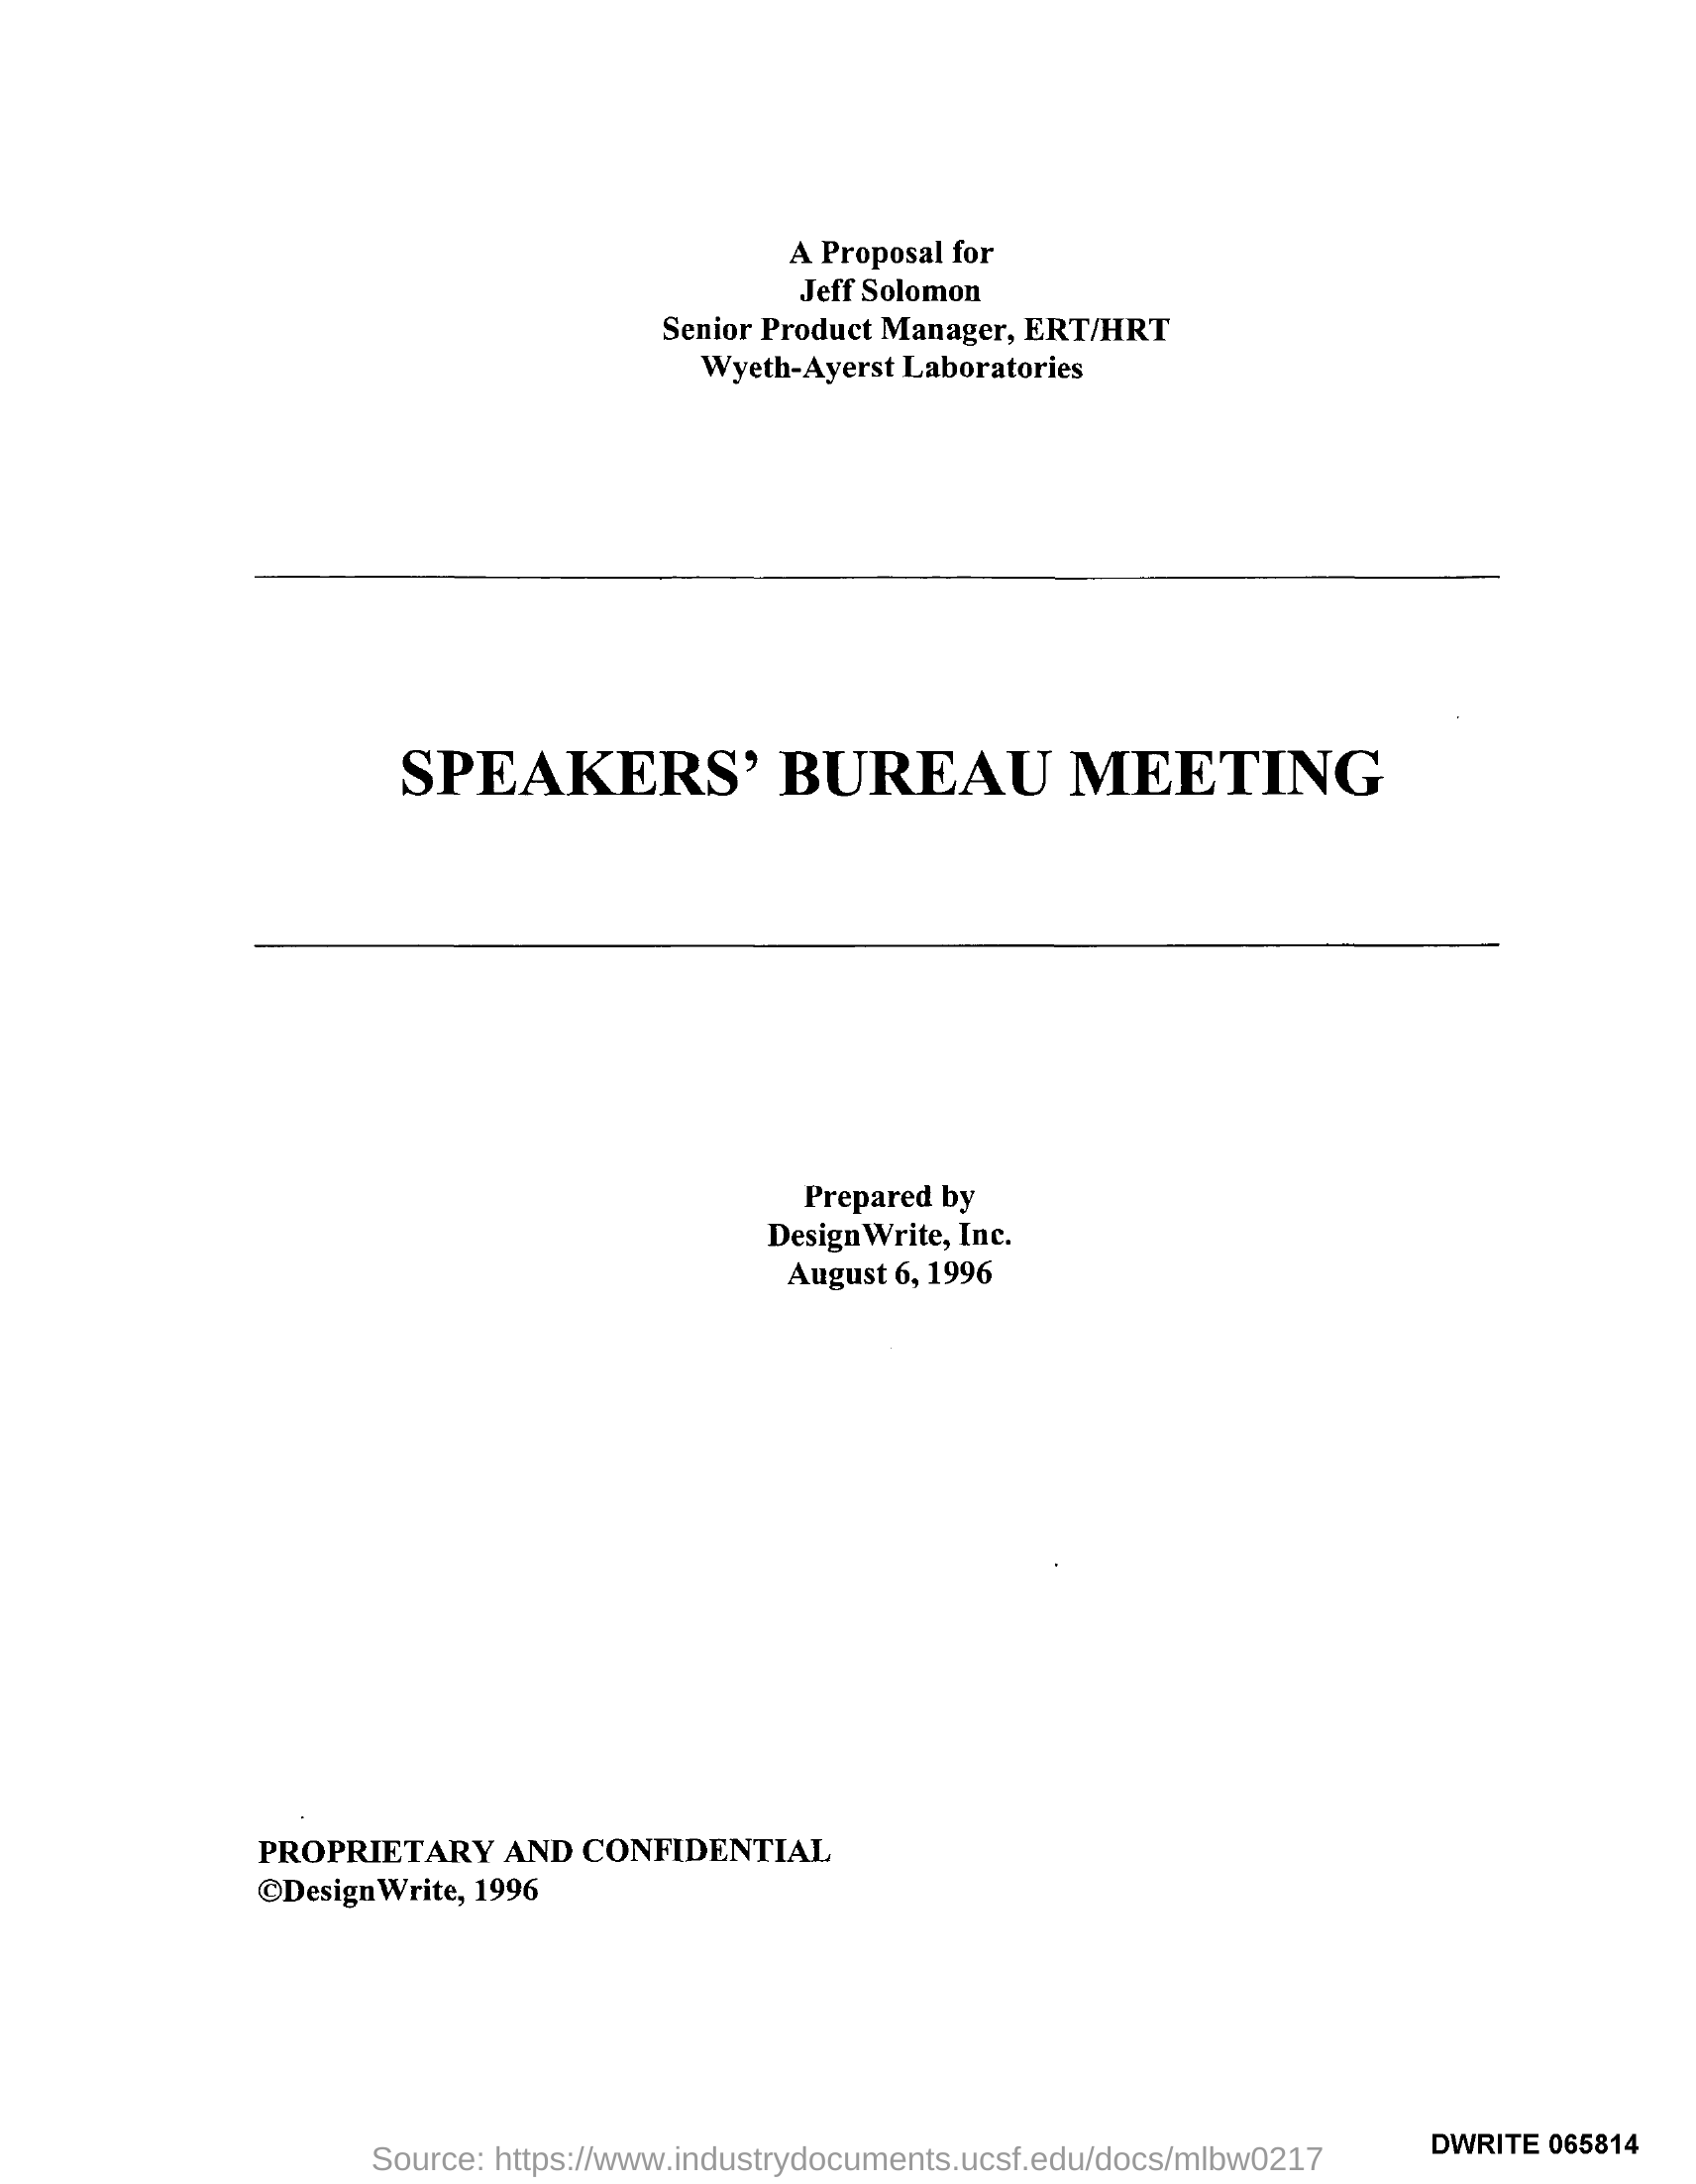 A Proposal for
Jeff Solomon
Senior Product Manager, ERT/HRT
Wyeth-Ayerst Laboratories
SPEAKERS’ BUREAU MEETING
Prepared by
DesignWrite, Inc.
August 6, 1996
PROPRIETARY AND CONFIDENTIAL
©DesignWrite, 1996
DWRITE 065814
Source: https://www.industrydocuments.ucsf.edu/docs/mlbw0217